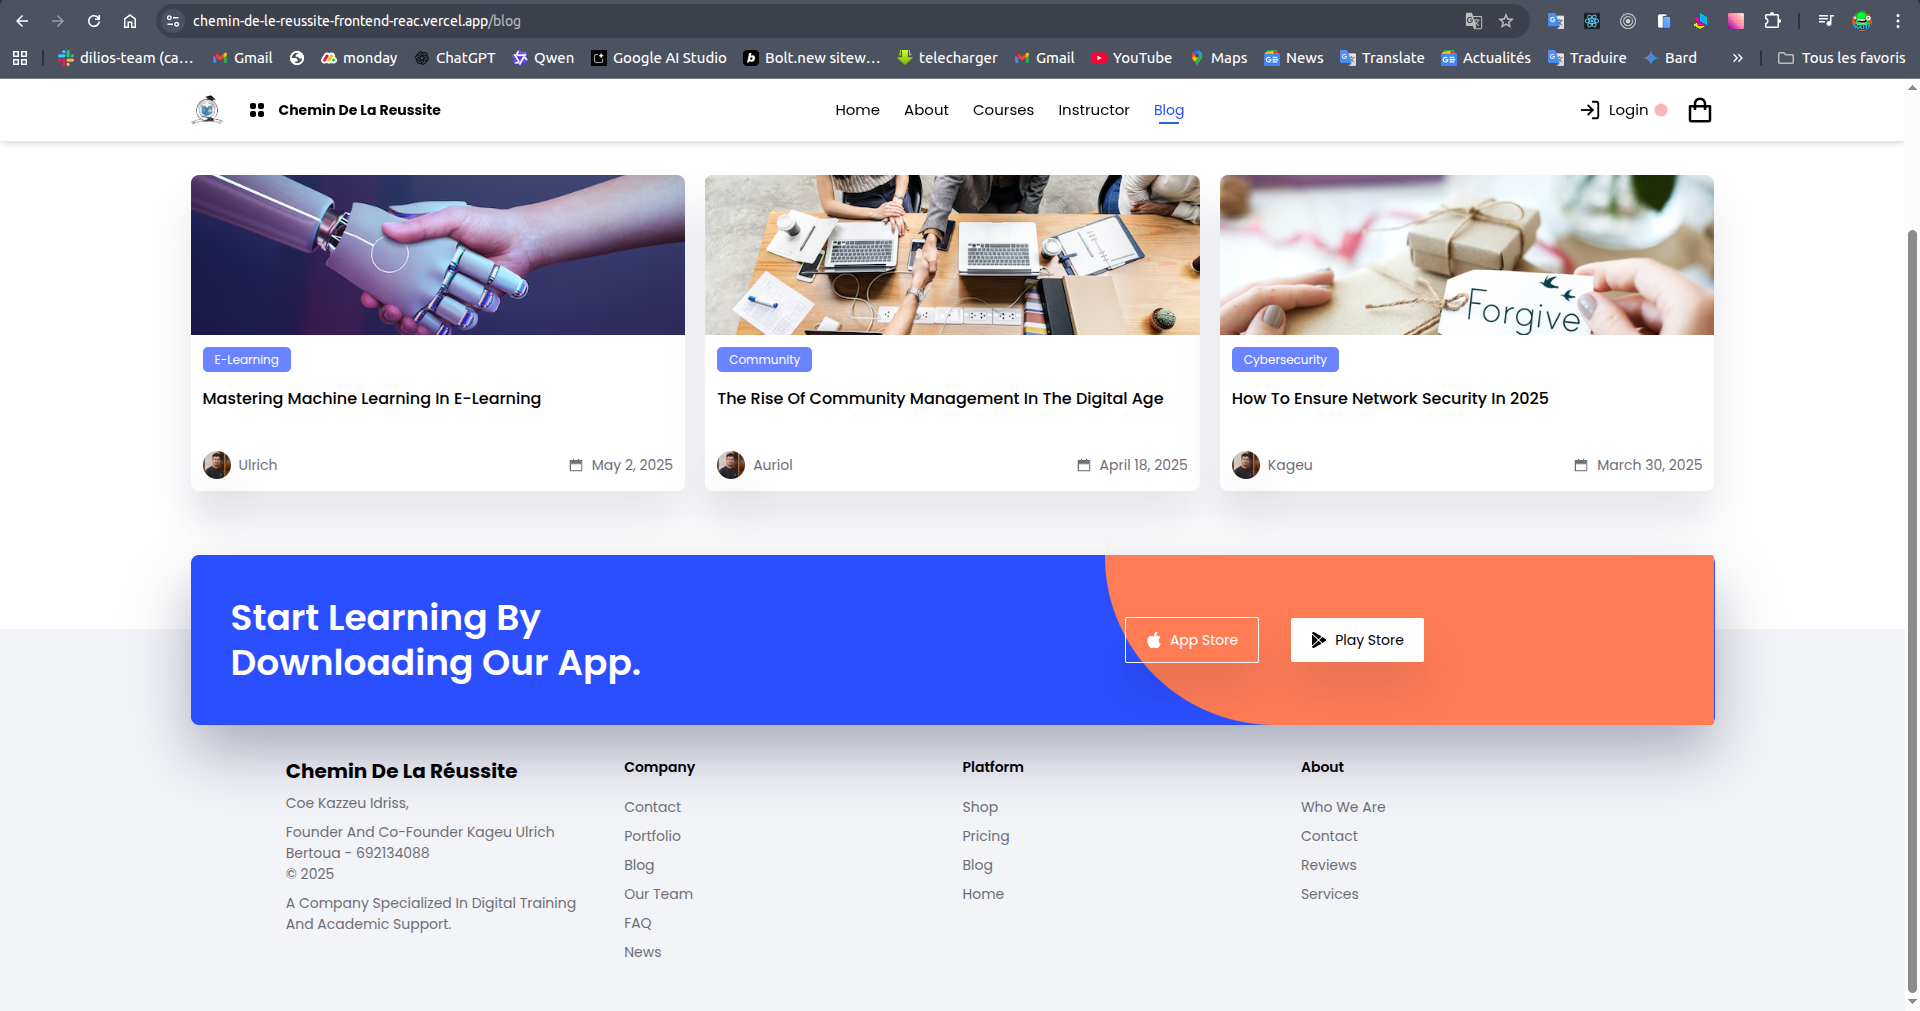 chemin-de-le-reussite-frontend-reac.vercel.app/blog
dilios-team (ca... Gmail monday ChatGPT Qwen Google AI Studio Bolt.new sitew... telecharger Gmail YouTube Maps News Translate Actualités Traduire Bard » Tous les favoris
Chemin De La Reussite Home About Courses Instructor Blog Login
Forgive
E-Learning
Mastering Machine Learning In E-Learning
Ulrich May 2, 2025
Community
The Rise Of Community Management In The Digital Age
Auriol April 18, 2025
Cybersecurity
How To Ensure Network Security In 2025
Kageu March 30, 2025
Start Learning By
Downloading Our App.
App Store Play Store
Chemin De La Réussite
Coe Kazzeu Idriss,
Founder And Co-Founder Kageu Ulrich
Bertoua - 692134088
© 2025
A Company Specialized In Digital Training
And Academic Support.
Company
Contact
Portfolio
Blog
Our Team
FAQ
News
Platform
Shop
Pricing
Blog
Home
About
Who We Are
Contact
Reviews
Services